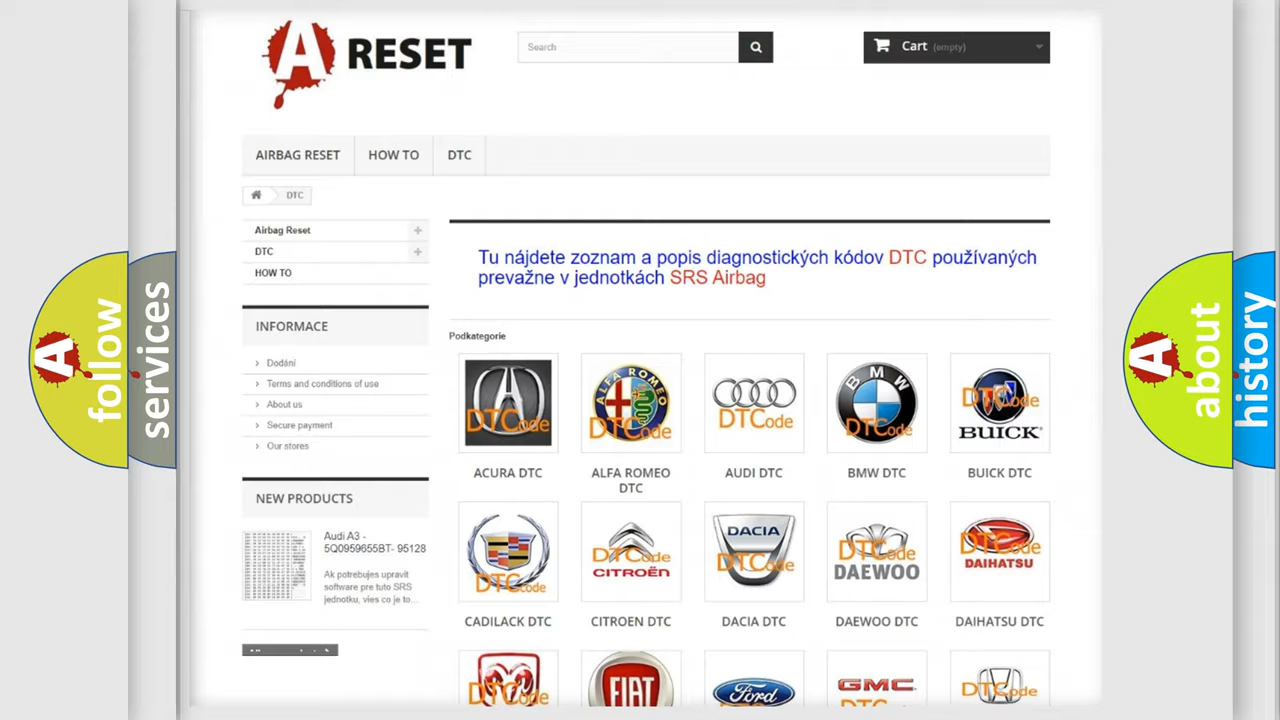 A RESET
Search
Cart (empty)
AIRBAG RESET
HOW TO
DTC
DTC
Airbag Reset
DTC
HOW TO
INFORMACE
Dodání
Terms and conditions of use
About us
Secure payment
Our stores
NEW PRODUCTS
Audi A3 -
5Q0959655BT- 95128
Ak potrebujes upravit
software pre tuto SRS
jednotku, vies co je to...
Tu nájdete zoznam a popis diagnostických kódov DTC používaných
prevažne v jednotkách SRS Airbag
Podkategorie
DTCode
ALFA ROMEO
DTCode
DTCode
BMW
DTCode
DTCode
BUICK
ACURA DTC
ALFA ROMEO
DTC
AUDI DTC
BMW DTC
BUICK DTC
DTCode
DTCode
CITROËN
DACIA
DTCode
DTCode
DAEWOO
DTCode
DAIHATSU
CADILACK DTC
CITROEN DTC
DACIA DTC
DAEWOO DTC
DAIHATSU DTC
DTCode
FIAT
Ford
GMC
DTCode
A follow
services
A about
history